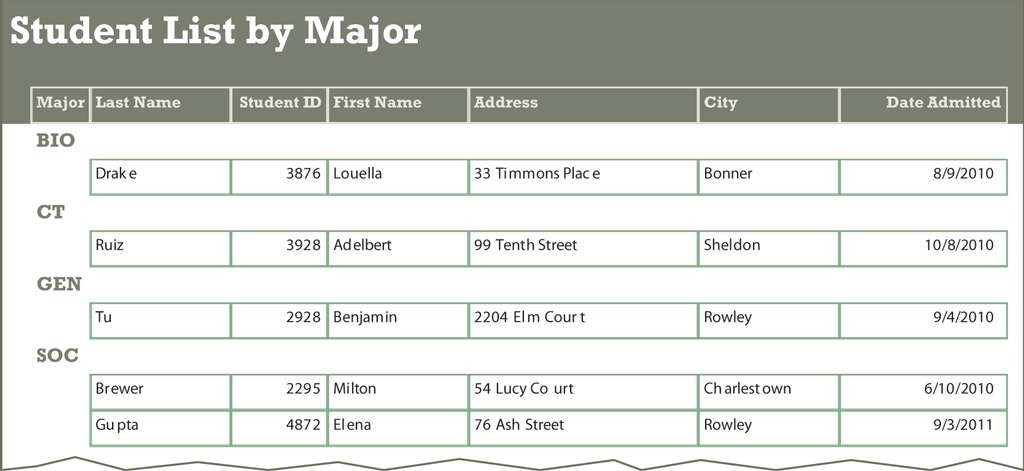 Student List by Major
Major Last Name Student ID First Name Address City Date Admitted
BIO
Drake 3876 Louella 33 Timmons Place Bonner 8/9/2010
CT
Ruiz 3928 Adelbert 99 Tenth Street Sheldon 10/8/2010
GEN
Tu 2928 Benjamin 2204 Elm Court Rowley 9/4/2010
SOC
Brewer 2295 Milton 54 Lucy Court Charlestown 6/10/2010
Gupta 4872 Elena 76 Ash Street Rowley 9/3/2011